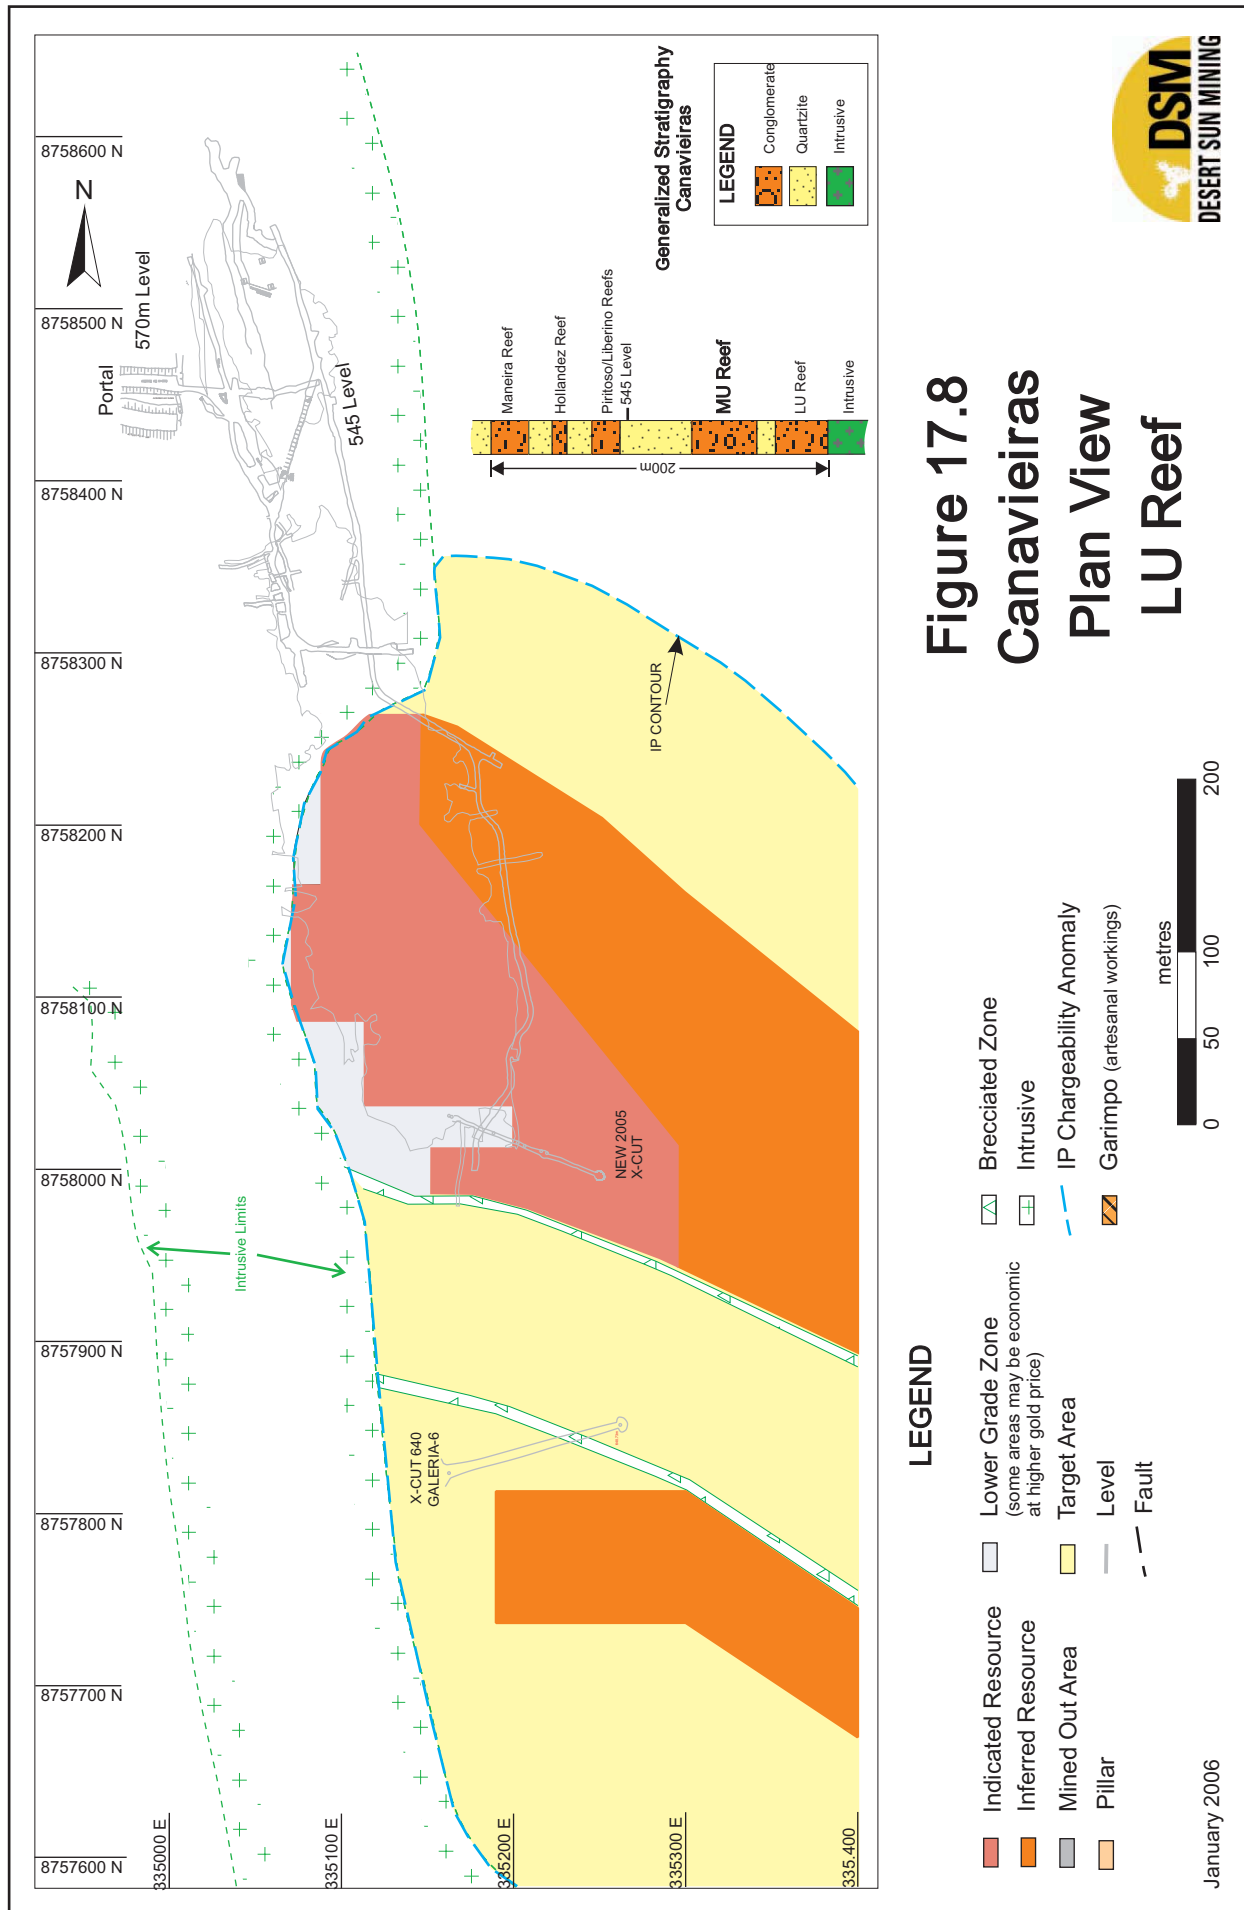 8758600 N
8758500 N
8758400 N
8758300 N
8758200 N
8758100 N
8758000 N
8757900 N
8757800 N
8757700 N
8757600 N
335000 E
335100 E
335200 E
335300 E
335.400
N
Portal
570m Level
545 Level
Intrusive Limits
IP CONTOUR
NEW 2005
X-CUT
X-CUT 640
GALERIA-6
Generalized Stratigraphy
Canavieiras
LEGEND
Conglomerate
Quartzite
Intrusive
Maneira Reef
Hollandez Reef
Piritoso/Liberino Reefs
545 Level
MU Reef
LU Reef
Intrusive
200m
Figure 17.8
Canavieiras
Plan View
LU Reef
DSM
DESERT SUN MINING
LEGEND
Indicated Resource
Inferred Resource
Mined Out Area
Pillar
Lower Grade Zone
(some areas may be economic
at higher gold price)
Target Area
Level
Fault
Brecciated Zone
Intrusive
IP Chargeability Anomaly
Garimpo (artesanal workings)
metres
0
50
100
200
January 2006